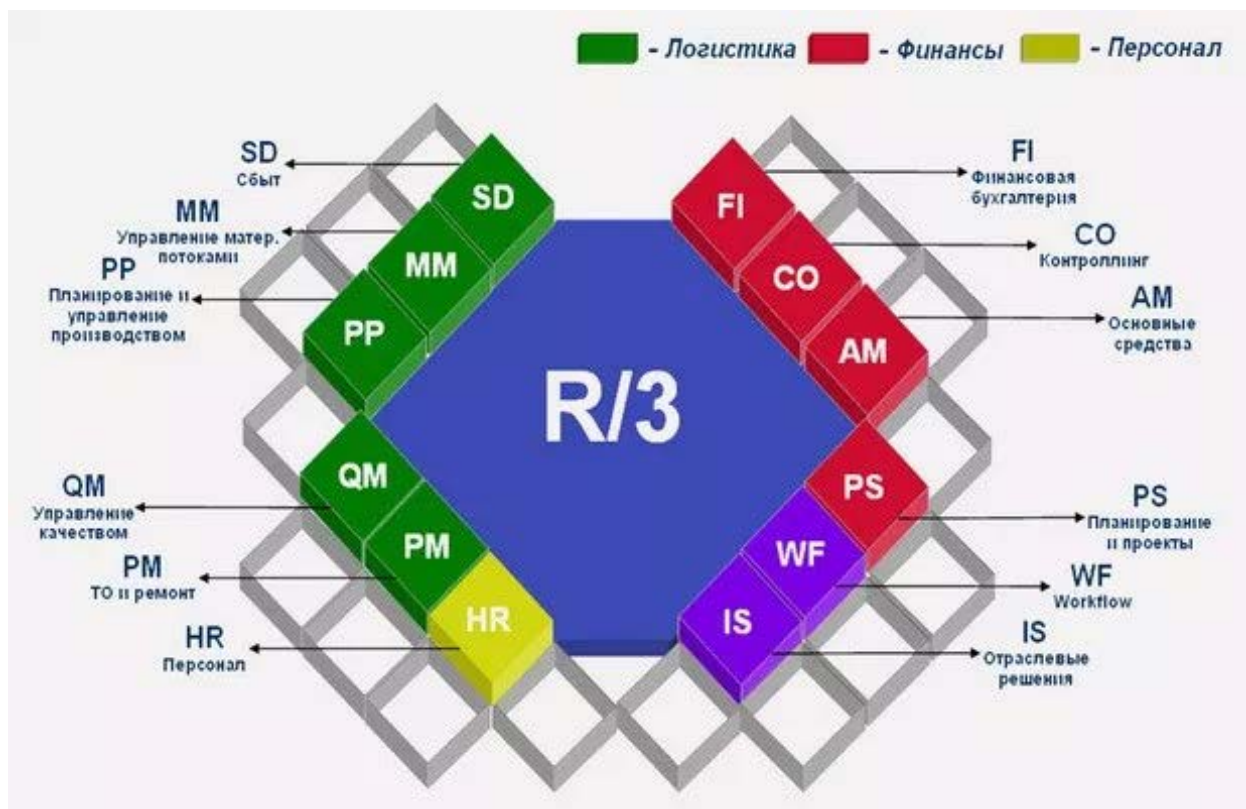 - Логистика - Финансы - Персонал
SD
Сбыт
MM
Управление матер.
потоками
PP
Планирование и
управление
производством
QM
Управление
качеством
PM
ТО и ремонт
HR
Персонал
SD
MM
PP
QM
PM
HR
R/3
FI
CO
AM
PS
WF
IS
FI
Финансовая
бухгалтерия
CO
Контроллинг
AM
Основные
средства
PS
Планирование
и проекты
WF
Workflow
IS
Отраслевые
решения